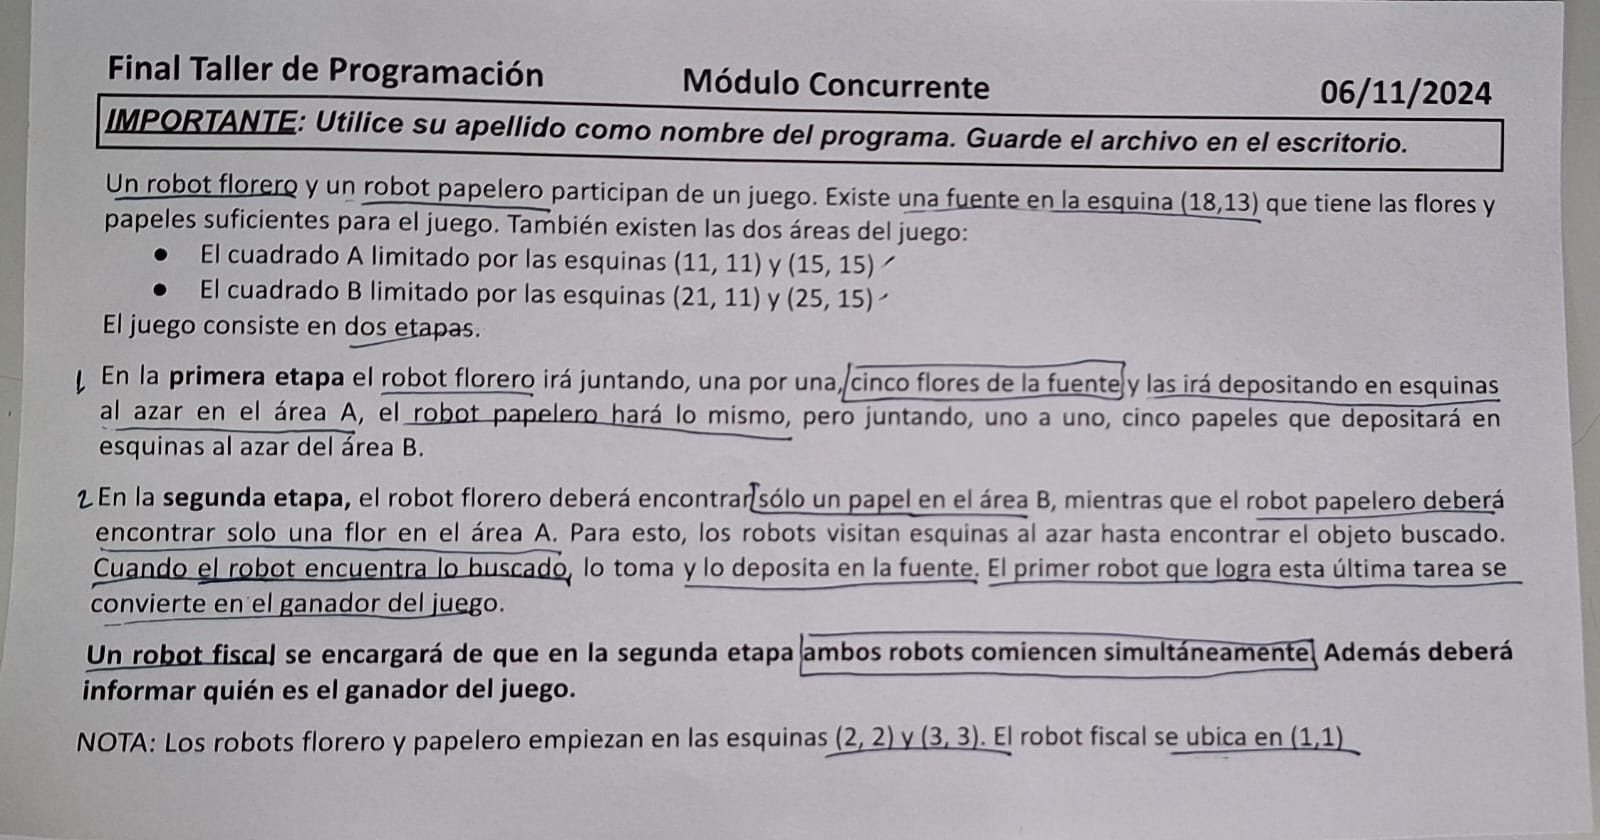 Final Taller de Programación Módulo Concurrente 06/11/2024
IMPORTANTE: Utilice su apellido como nombre del programa. Guarde el archivo en el escritorio.
Un robot florero y un robot papelero participan de un juego. Existe una fuente en la esquina (18,13) que tiene las flores y
papeles suficientes para el juego. También existen las dos áreas del juego:
• El cuadrado A limitado por las esquinas (11, 11) y (15, 15)
• El cuadrado B limitado por las esquinas (21, 11) y (25, 15)
El juego consiste en dos etapas.
1 En la primera etapa el robot florero irá juntando, una por una, cinco flores de la fuente y las irá depositando en esquinas
al azar en el área A, el robot papelero hará lo mismo, pero juntando, uno a uno, cinco papeles que depositará en
esquinas al azar del área B.
2 En la segunda etapa, el robot florero deberá encontrar sólo un papel en el área B, mientras que el robot papelero deberá
encontrar solo una flor en el área A. Para esto, los robots visitan esquinas al azar hasta encontrar el objeto buscado.
Cuando el robot encuentra lo buscado, lo toma y lo deposita en la fuente. El primer robot que logra esta última tarea se
convierte en el ganador del juego.
Un robot fiscal se encargará de que en la segunda etapa ambos robots comiencen simultáneamente. Además deberá
informar quién es el ganador del juego.
NOTA: Los robots florero y papelero empiezan en las esquinas (2, 2) y (3, 3). El robot fiscal se ubica en (1,1)